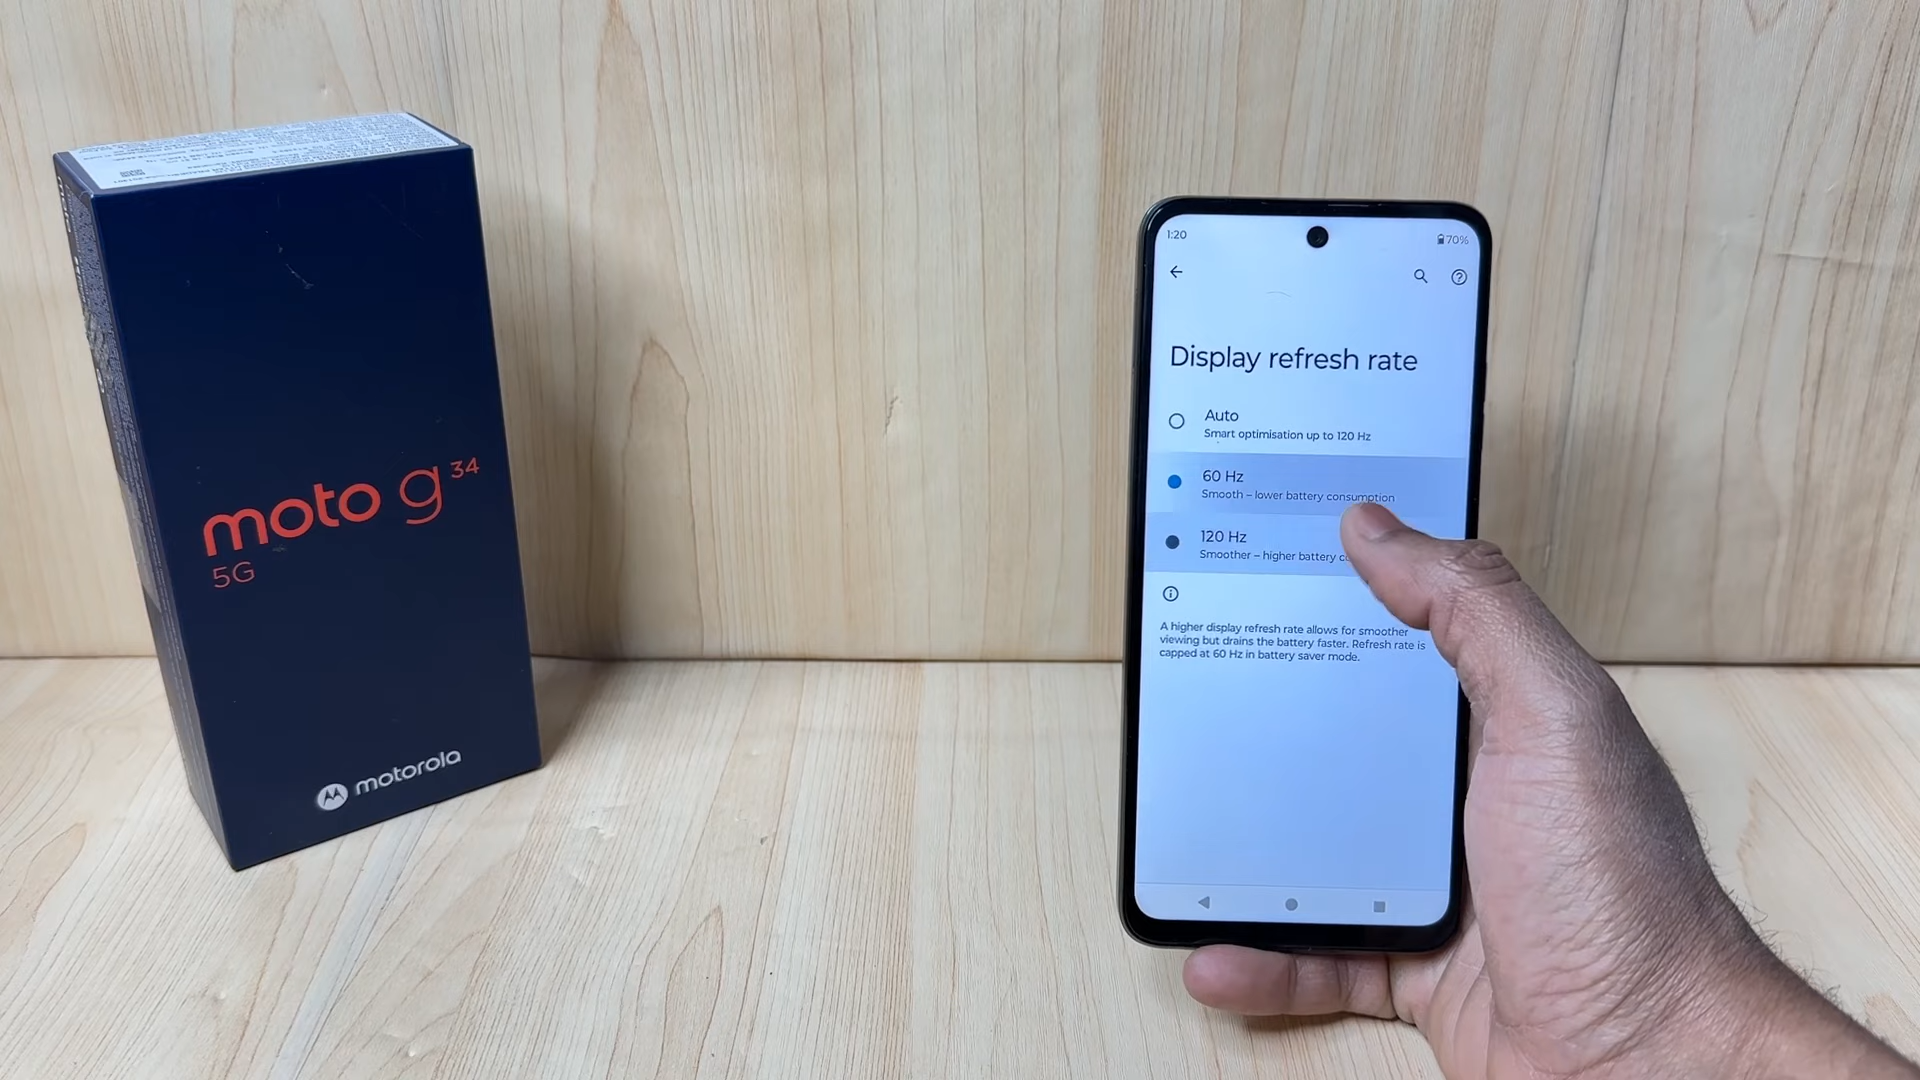 moto g 34
5G
motorola
1:20
70%
Display refresh rate
Auto
Smart optimisation up to 120 Hz
60 Hz
Smooth – lower battery consumption
120 Hz
Smoother – higher battery
A higher display refresh rate allows for smoother
viewing but drains the battery faster. Refresh rate is
capped at 60 Hz in battery saver mode.